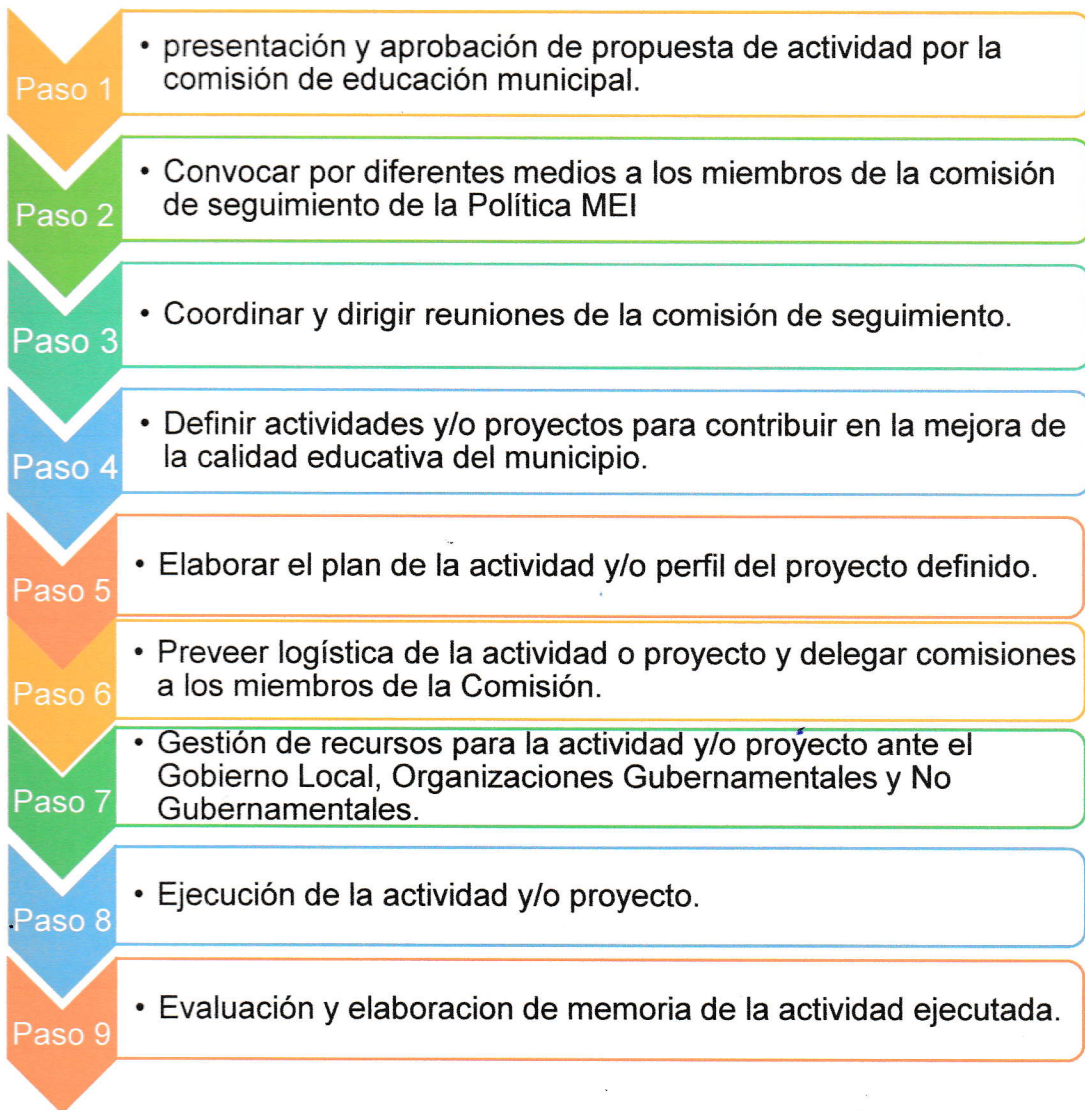 Paso 1
• presentación y aprobación de propuesta de actividad por la
comisión de educación municipal.
Paso 2
• Convocar por diferentes medios a los miembros de la comisión
de seguimiento de la Política MEI
Paso 3
• Coordinar y dirigir reuniones de la comisión de seguimiento.
Paso 4
• Definir actividades y/o proyectos para contribuir en la mejora de
la calidad educativa del municipio.
Paso 5
• Elaborar el plan de la actividad y/o perfil del proyecto definido.
Paso 6
• Preveer logística de la actividad o proyecto y delegar comisiones
a los miembros de la Comisión.
Paso 7
• Gestión de recursos para la actividad y/o proyecto ante el
Gobierno Local, Organizaciones Gubernamentales y No
Gubernamentales.
Paso 8
• Ejecución de la actividad y/o proyecto.
Paso 9
• Evaluación y elaboracion de memoria de la actividad ejecutada.